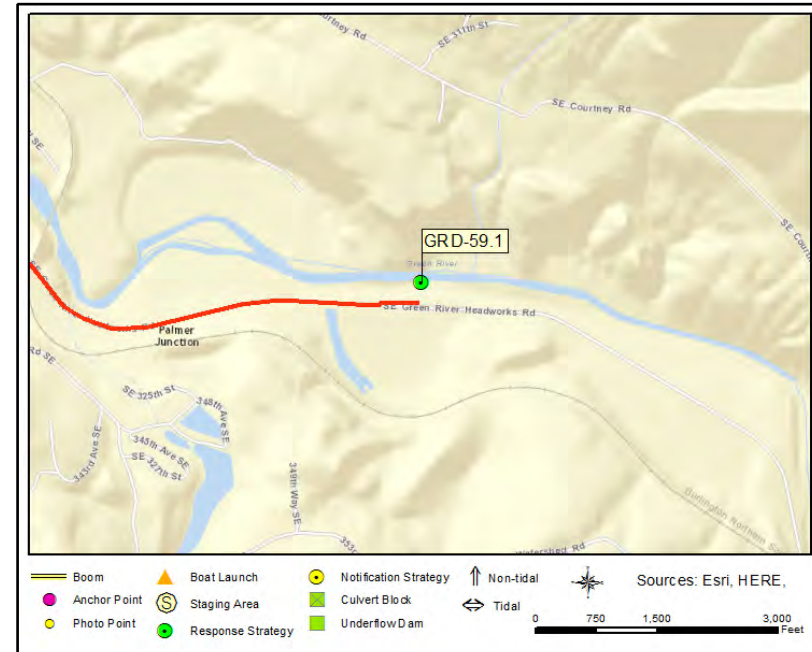 SE 311th St
SE Courtney Rd
GRD-59.1
Green River
SE Green River Headworks Rd
Palmer
Junction
Rd SE
SE 325th St
348th Ave SE
345th Ave SE
SE 327th St
343rd Ave SE
349th Way SE
Watershed Rd
Burlington Northern
Boom
Boat Launch
Notification Strategy
Non-tidal
Sources: Esri, HERE,
Anchor Point
Staging Area
Culvert Block
Tidal
Photo Point
Response Strategy
Underflow Dam
0 750 1,500 3,000
Feet